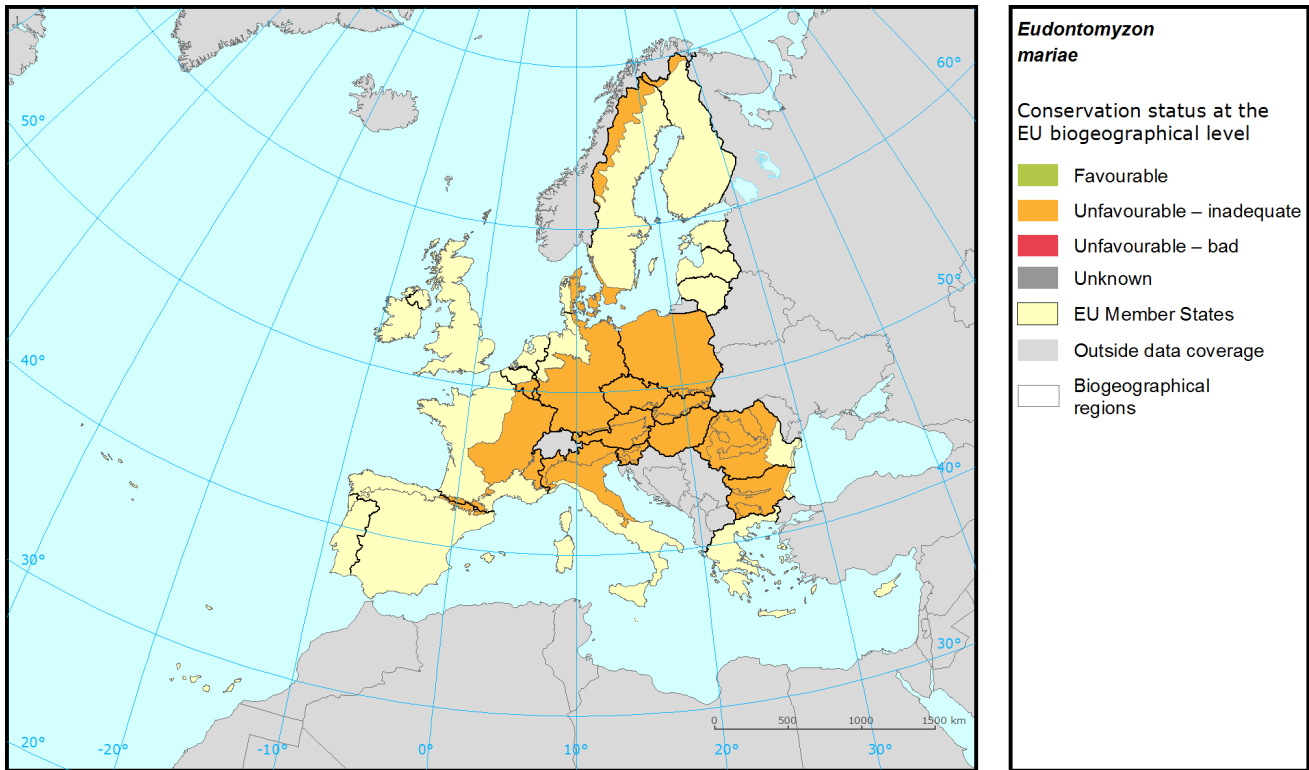 Eudontomyzon
mariae
Conservation status at the
EU biogeographical level
Favourable
Unfavourable – inadequate
Unfavourable – bad
Unknown
EU Member States
Outside data coverage
Biogeographical
regions
60°
50°
50°
40°
40°
30°
30°
20°
-20°
-10°
0°
10°
20°
30°
0 500 1000 1500 km